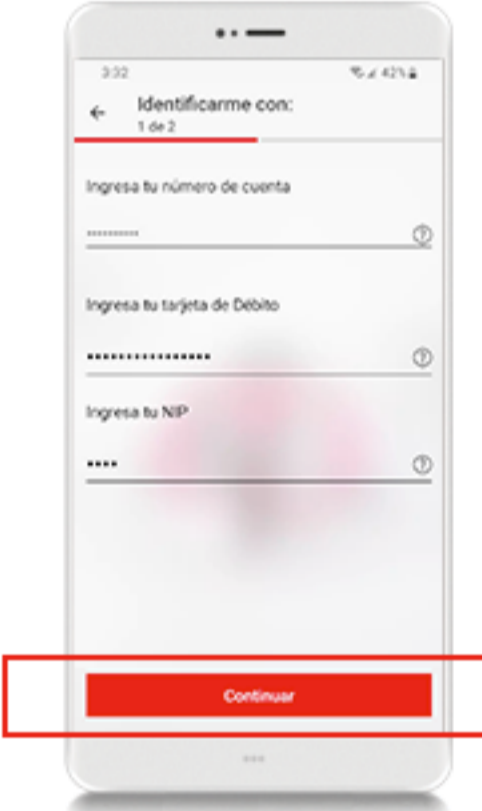 3:32
42%
Identificarme con:
1 de 2
Ingresa tu número de cuenta
•••••••••
Ingresa tu tarjeta de Débito
••••••••••••••••
Ingresa tu NIP
••••
Continuar